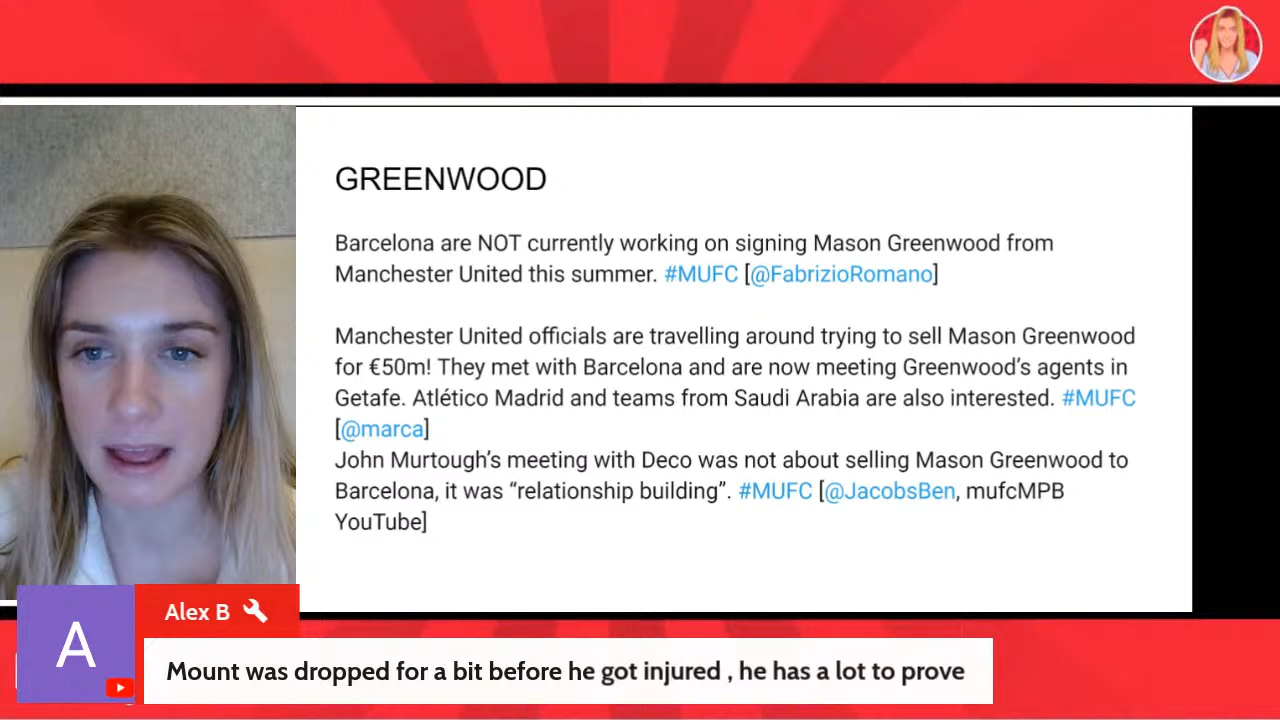 GREENWOOD
Barcelona are NOT currently working on signing Mason Greenwood from
Manchester United this summer. #MUFC [@FabrizioRomano]
Manchester United officials are travelling around trying to sell Mason Greenwood
for €50m! They met with Barcelona and are now meeting Greenwood’s agents in
Getafe. Atlético Madrid and teams from Saudi Arabia are also interested. #MUFC
[@marca]
John Murtough’s meeting with Deco was not about selling Mason Greenwood to
Barcelona, it was “relationship building”. #MUFC [@JacobsBen, mufcMPB
YouTube]
A
Alex B
Mount was dropped for a bit before he got injured , he has a lot to prove